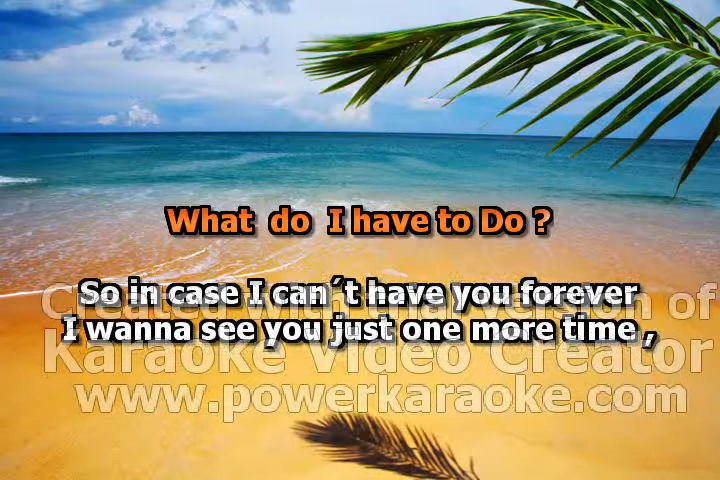 What do I have to Do ?
So in case I can´t have you forever
Created with trial version of
I wanna see you just one more time ,
Karaoke Video Creator
www.powerkaraoke.com